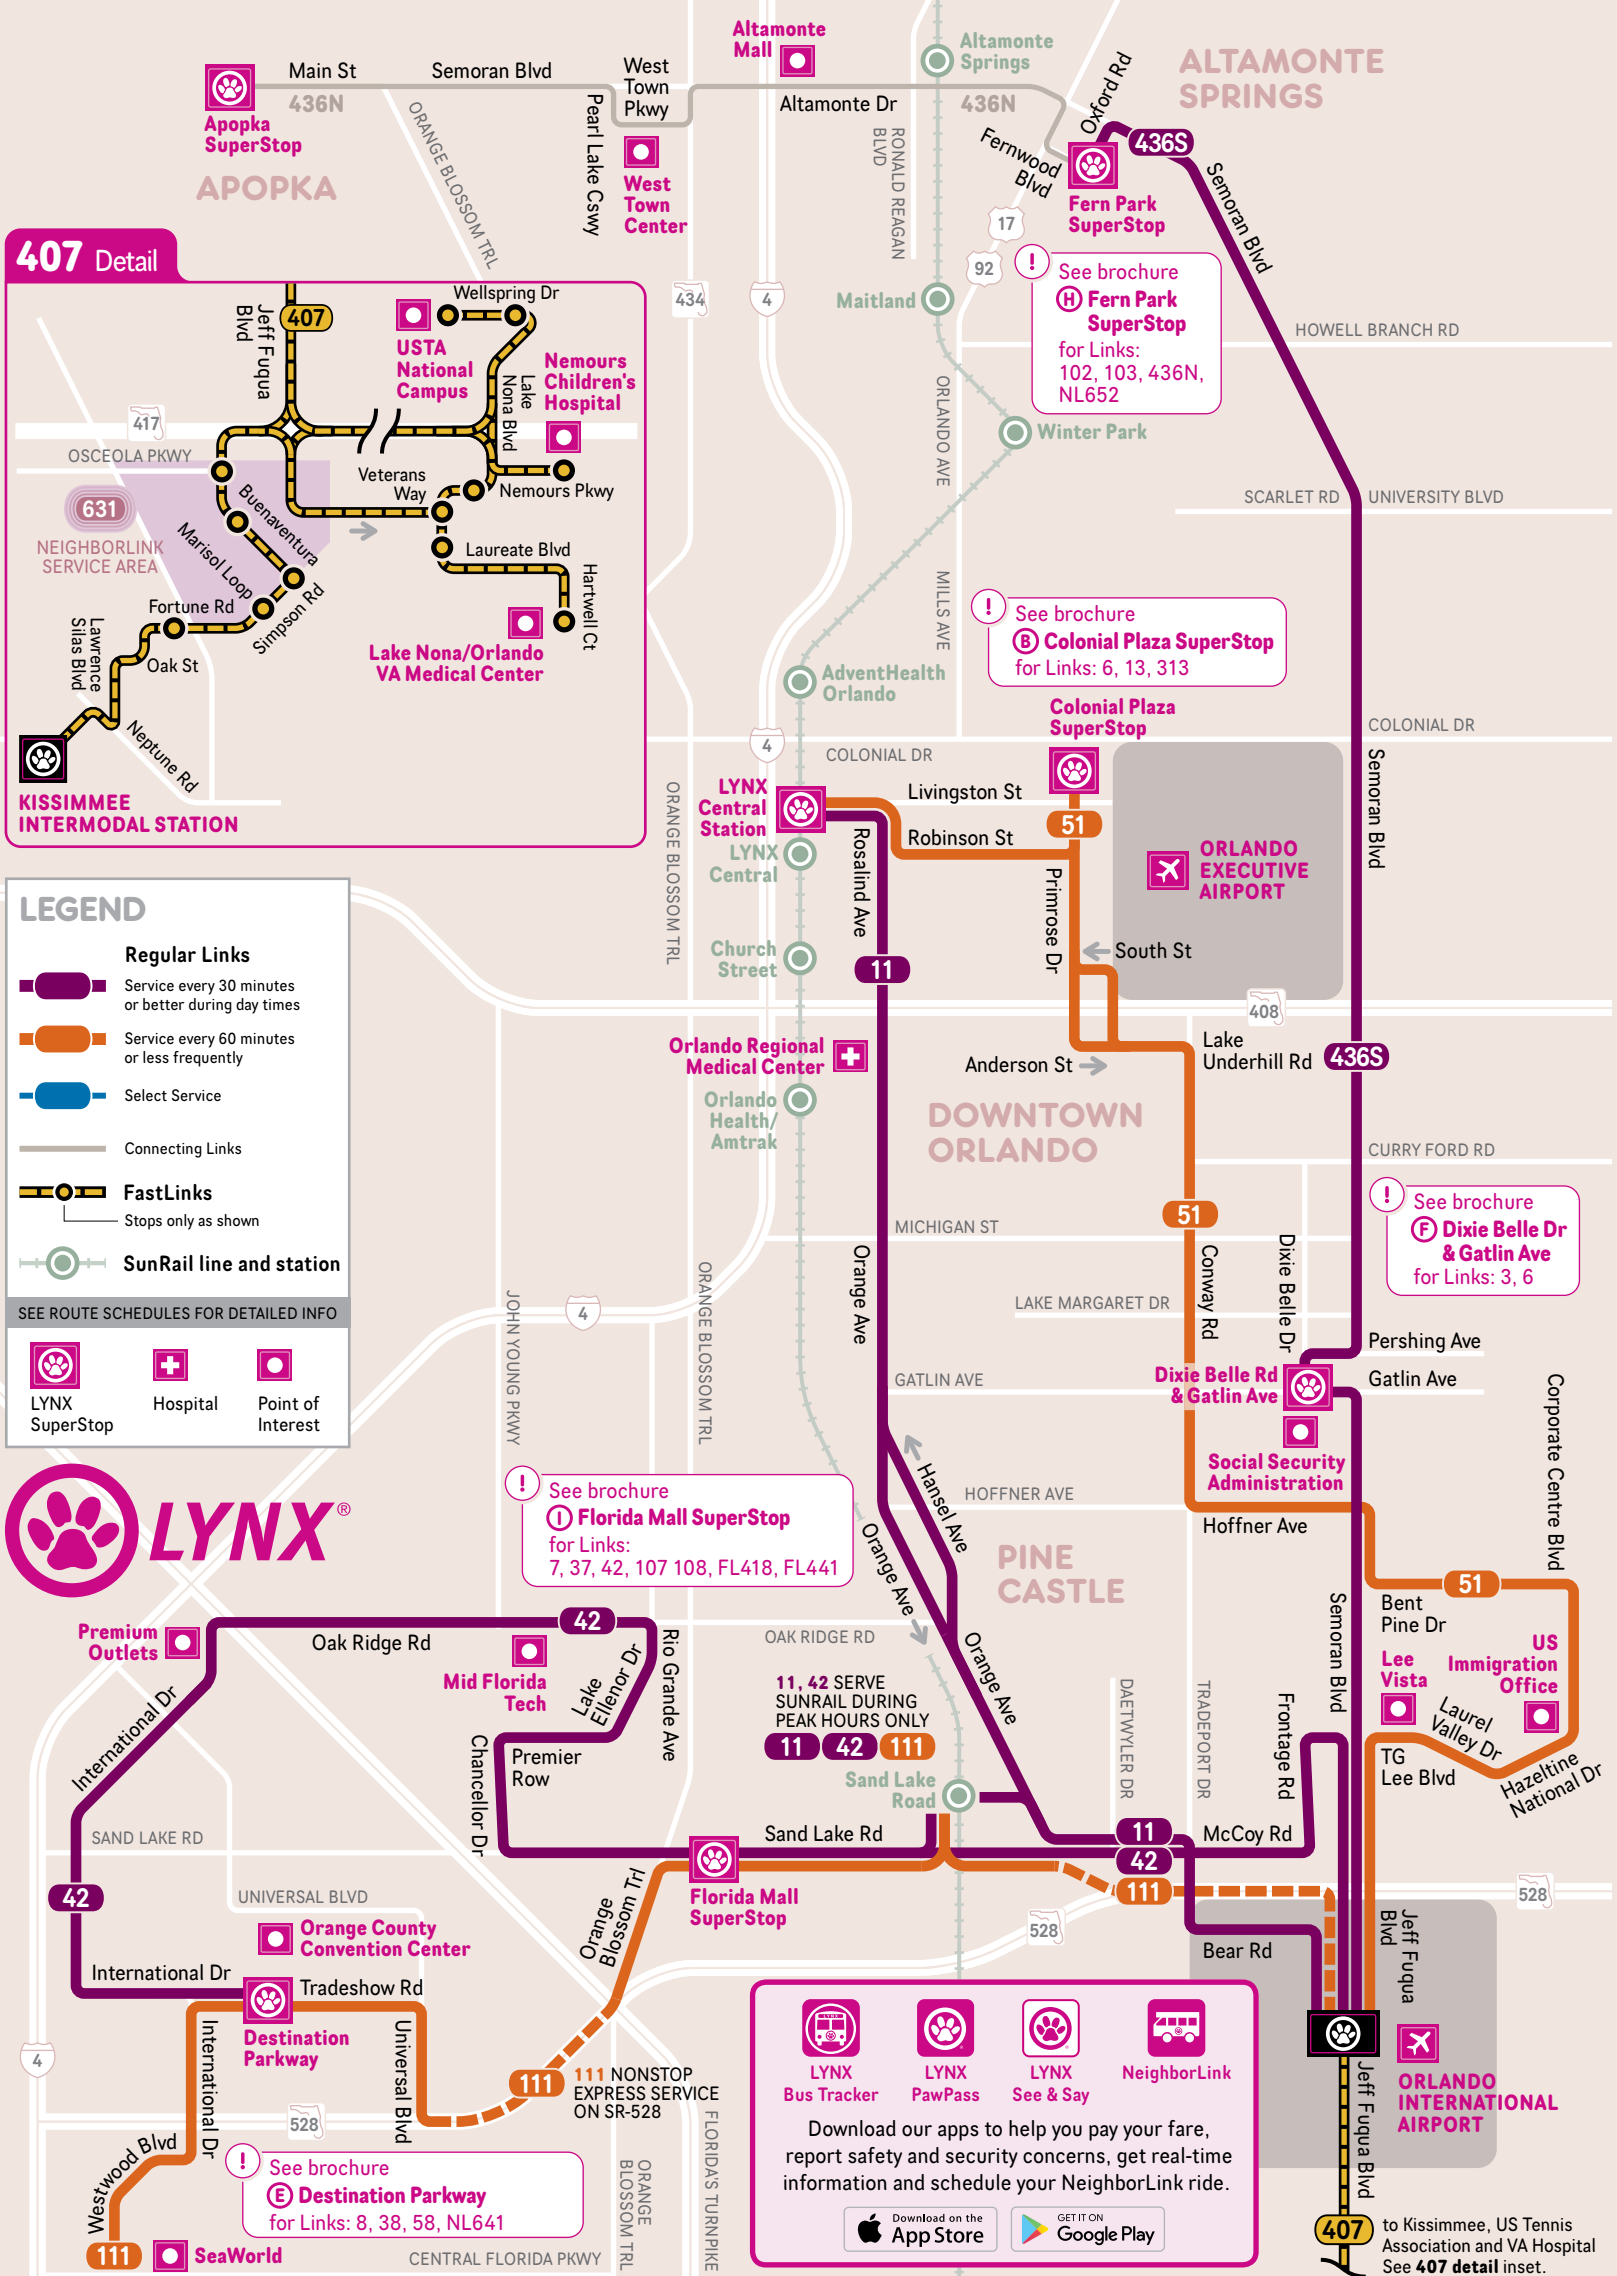 Altamonte
Mall
Altamonte
Springs
ALTAMONTE
SPRINGS
Main St
436N
Semoran Blvd
West
Town
Pkwy
Altamonte Dr
436N
Oxford Rd
436S
Apopka
SuperStop
APOPKA
ORANGE BLOSSOM TRL
Pearl Lake Cswy
West
Town
Center
RONALD REAGAN
BLVD
Fernwood
Blvd
Fern Park
SuperStop
Semoran Blvd
17
92
434
4
Maitland
!
See brochure
H Fern Park
SuperStop
for Links:
102, 103, 436N,
NL652
HOWELL BRANCH RD
ORLANDO AVE
Winter Park
SCARLET RD
UNIVERSITY BLVD
407 Detail
Jeff Fuqua
Blvd
407
Wellspring Dr
USTA
National
Campus
Lake
Nona Blvd
Nemours
Children's
Hospital
417
OSCEOLA PKWY
Veterans
Way
Nemours Pkwy
631
NEIGHBORLINK
SERVICE AREA
Buenaventura
Marisol Loop
Laureate Blvd
Hartwell Ct
Fortune Rd
Simpson Rd
Lawrence
Silas Blvd
Oak St
Lake Nona/Orlando
VA Medical Center
Neptune Rd
KISSIMMEE
INTERMODAL STATION
MILLS AVE
!
See brochure
B Colonial Plaza SuperStop
for Links: 6, 13, 313
AdventHealth
Orlando
Colonial Plaza
SuperStop
4
COLONIAL DR
COLONIAL DR
ORANGE BLOSSOM TRL
LYNX
Central
Station
LYNX
Central
Livingston St
Robinson St
51
Rosalind Ave
Primrose Dr
ORLANDO
EXECUTIVE
AIRPORT
Semoran Blvd
Church
Street
11
South St
408
LEGEND
Regular Links
Service every 30 minutes
or better during day times
Service every 60 minutes
or less frequently
Select Service
Connecting Links
FastLinks
Stops only as shown
SunRail line and station
SEE ROUTE SCHEDULES FOR DETAILED INFO
LYNX
SuperStop
Hospital
Point of
Interest
Orlando Regional
Medical Center
Anderson St
Lake
Underhill Rd
436S
Orlando
Health/
Amtrak
DOWNTOWN
ORLANDO
CURRY FORD RD
!
See brochure
F Dixie Belle Dr
& Gatlin Ave
for Links: 3, 6
51
MICHIGAN ST
Orange Ave
Conway Rd
Dixie Belle Dr
LAKE MARGARET DR
JOHN YOUNG PKWY
4
ORANGE BLOSSOM TRL
Pershing Ave
Gatlin Ave
GATLIN AVE
Dixie Belle Rd
& Gatlin Ave
Social Security
Administration
Corporate Centre Blvd
LYNX®
!
See brochure
I Florida Mall SuperStop
for Links:
7, 37, 42, 107 108, FL418, FL441
Hansel Ave
Orange Ave
HOFFNER AVE
Hoffner Ave
PINE
CASTLE
51
Bent
Pine Dr
Semoran Blvd
Lee
Vista
US
Immigration
Office
Laurel
Valley Dr
TG
Lee Blvd
Hazeltine
National Dr
Premium
Outlets
42
Oak Ridge Rd
Mid Florida
Tech
Lake
Ellenor Dr
Rio Grande Ave
OAK RIDGE RD
Orange Ave
11, 42 SERVE
SUNRAIL DURING
PEAK HOURS ONLY
11 42 111
Sand Lake
Road
DAETWYLER DR
TRADEPORT DR
Frontage Rd
International Dr
Chancellor Dr
Premier
Row
SAND LAKE RD
Sand Lake Rd
11
42
111
McCoy Rd
42
UNIVERSAL BLVD
Orange County
Convention Center
Orange
Blossom Trl
Florida Mall
SuperStop
528
528
Bear Rd
Jeff Fuqua
Blvd
International Dr
Tradeshow Rd
Destination
Parkway
International Dr
Universal Blvd
4
111
111 NONSTOP
EXPRESS SERVICE
ON SR-528
528
Westwood Blvd
!
See brochure
E Destination Parkway
for Links: 8, 38, 58, NL641
111
SeaWorld
CENTRAL FLORIDA PKWY
ORANGE
BLOSSOM TRL
FLORIDA'S TURNPIKE
LYNX
Bus Tracker
LYNX
PawPass
LYNX
See & Say
NeighborLink
Download our apps to help you pay your fare,
report safety and security concerns, get real-time
information and schedule your NeighborLink ride.
Download on the
App Store
GET IT ON
Google Play
ORLANDO
INTERNATIONAL
AIRPORT
Jeff Fuqua Blvd
407
to Kissimmee, US Tennis
Association and VA Hospital
See 407 detail inset.